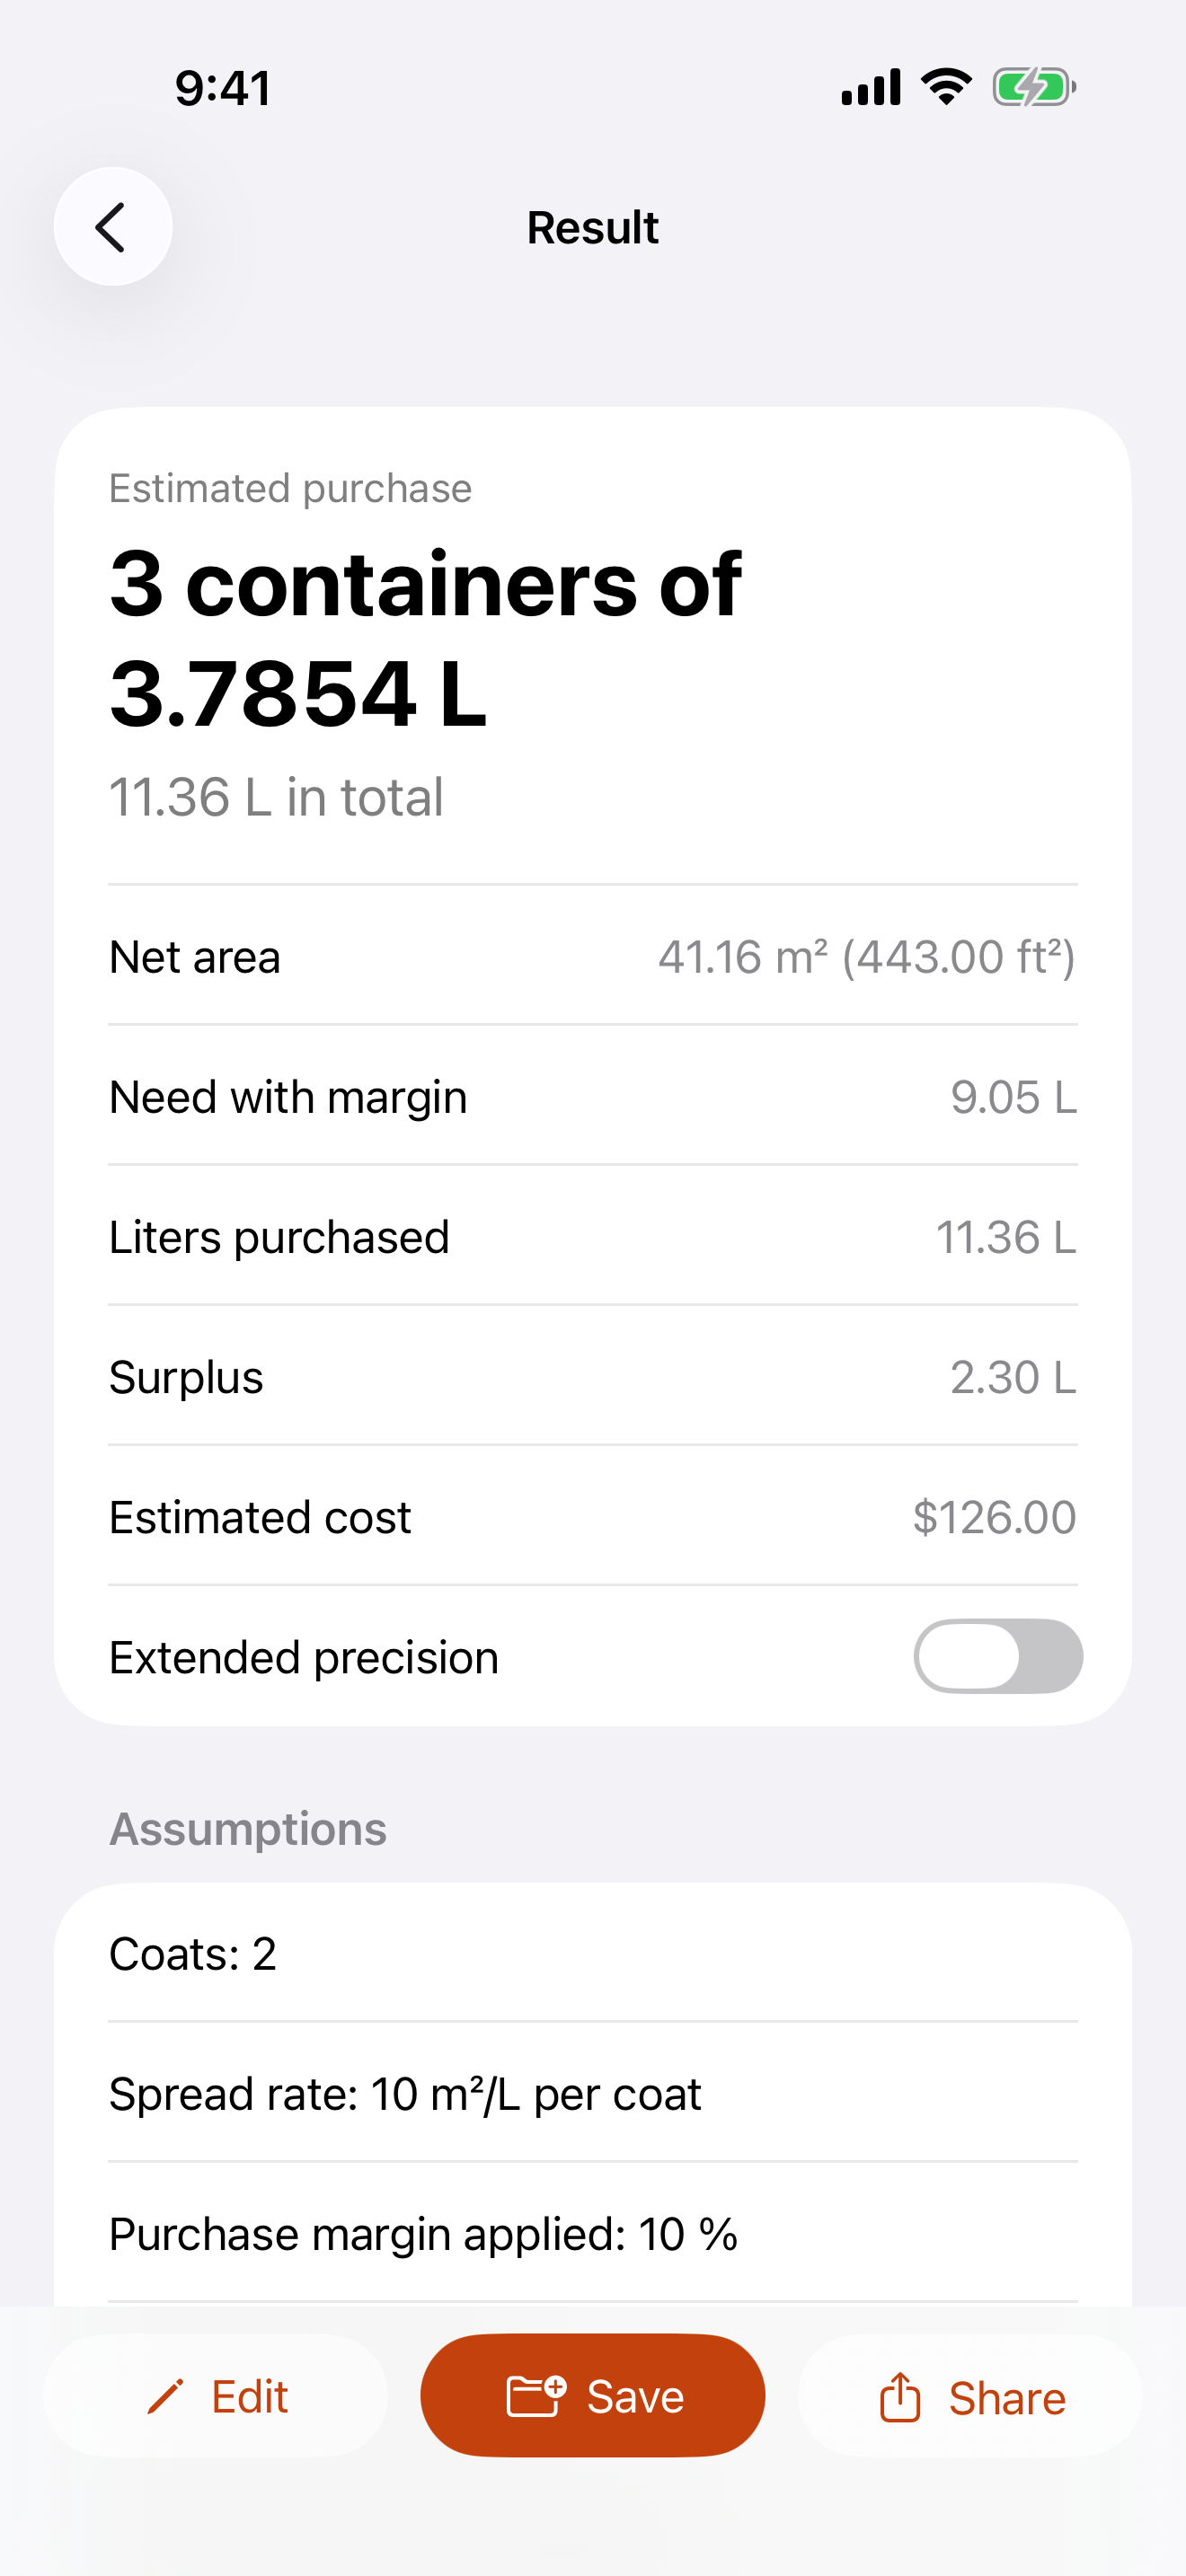 9:41
Result
Estimated purchase
3 containers of
3.7854 L
11.36 L in total
Net area 41.16 m² (443.00 ft²)
Need with margin 9.05 L
Liters purchased 11.36 L
Surplus 2.30 L
Estimated cost $126.00
Extended precision
Assumptions
Coats: 2
Spread rate: 10 m²/L per coat
Purchase margin applied: 10 %
Edit Save Share